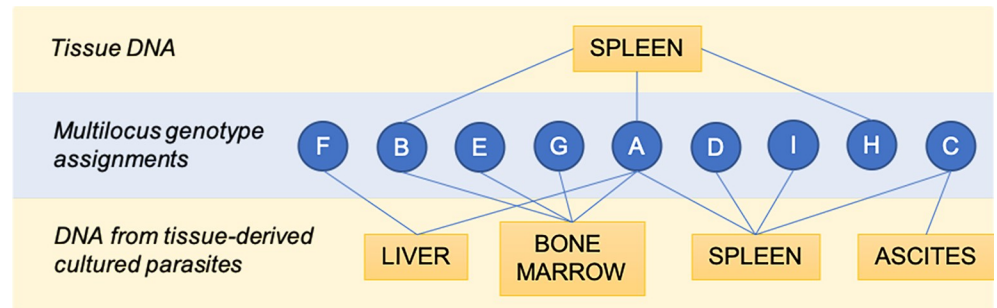 Tissue DNA
SPLEEN
Multilocus genotype
assignments
F B E G A D I H C
DNA from tissue-derived
cultured parasites
LIVER
BONE
MARROW
SPLEEN
ASCITES